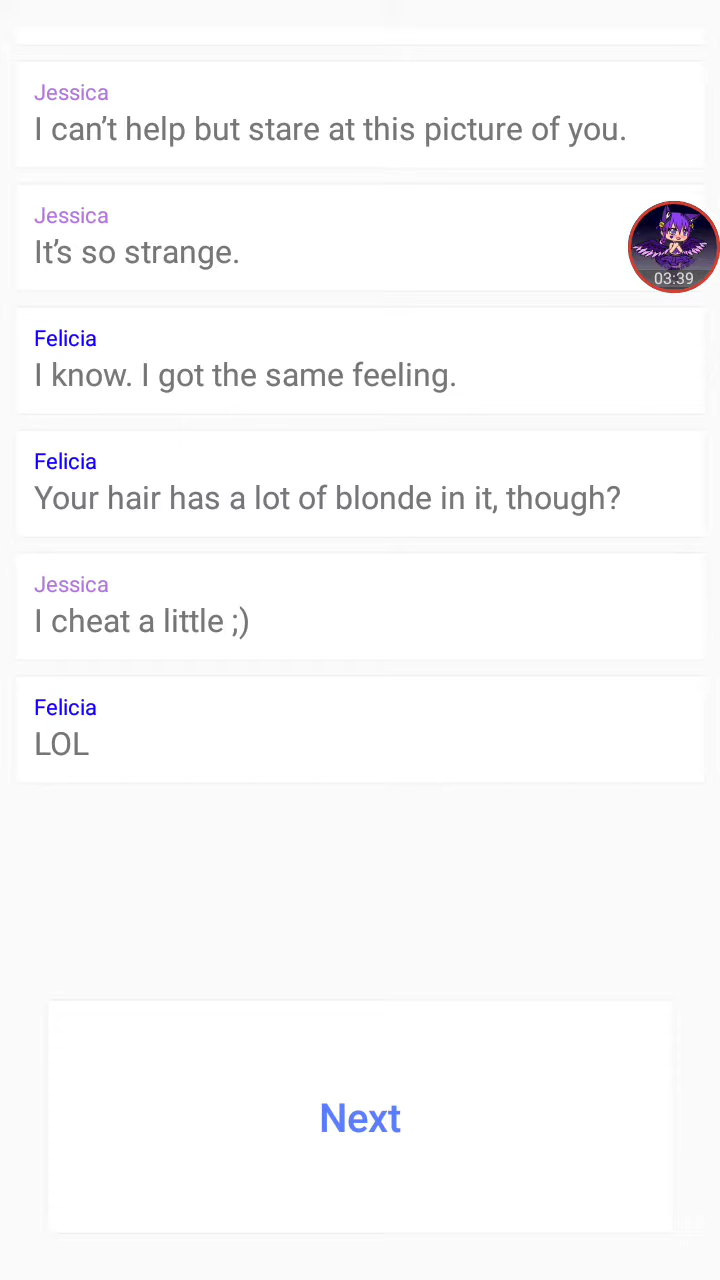 Jessica
I can’t help but stare at this picture of you.
Jessica
It’s so strange.
03:39
Felicia
I know. I got the same feeling.
Felicia
Your hair has a lot of blonde in it, though?
Jessica
I cheat a little ;)
Felicia
LOL
Next